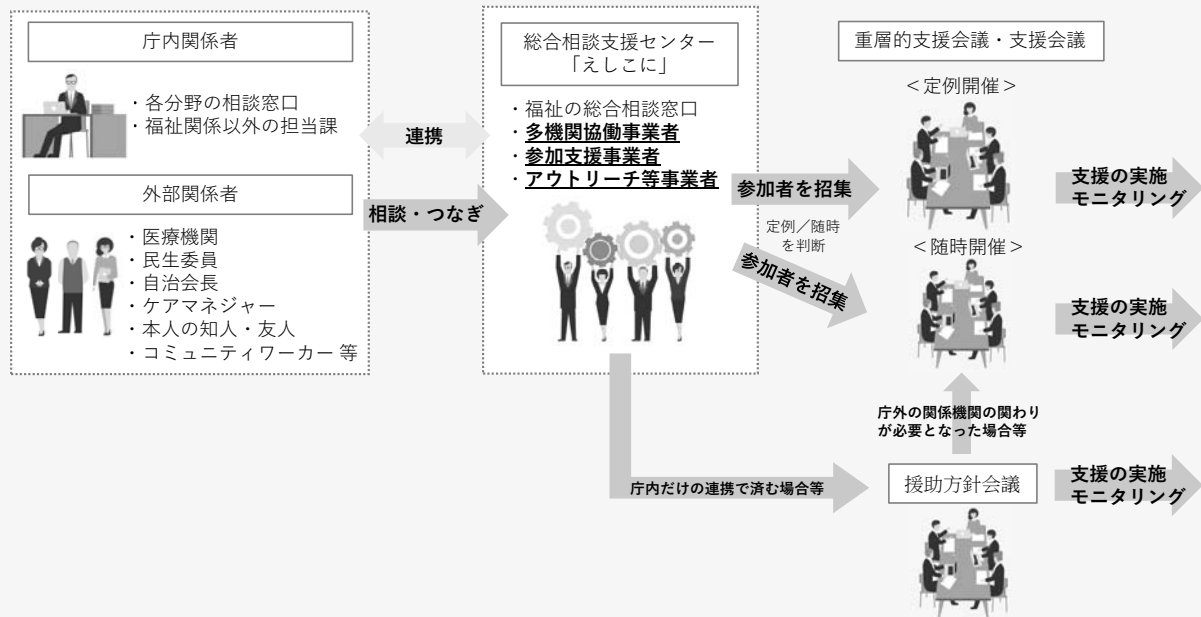 庁内関係者
・各分野の相談窓口
・福祉関係以外の担当課
外部関係者
・医療機関
・民生委員
・自治会長
・ケアマネジャー
・本人の知人・友人
・コミュニティワーカー 等
連携
相談・つなぎ
総合相談支援センター
「えしこに」
・福祉の総合相談窓口
・多機関協働事業者
・参加支援事業者
・アウトリーチ等事業者
参加者を招集
定例／随時
を判断
参加者を招集
重層的支援会議・支援会議
＜定例開催＞
支援の実施
モニタリング
＜随時開催＞
支援の実施
モニタリング
庁外の関係機関の関わり
が必要となった場合等
庁内だけの連携で済む場合等
援助方針会議
支援の実施
モニタリング